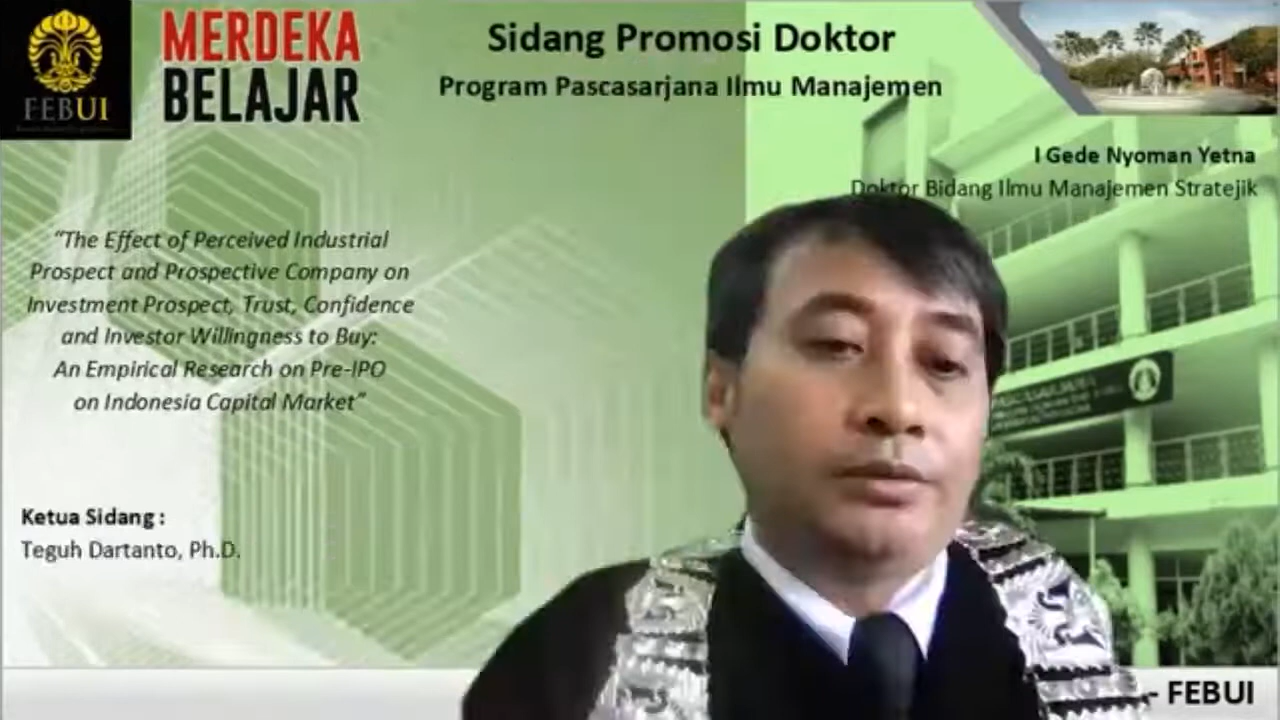 FEBUI
MERDEKA
BELAJAR
Sidang Promosi Doktor
Program Pascasarjana Ilmu Manajemen
I Gede Nyoman Yetna
Doktor Bidang Ilmu Manajemen Stratejik
“The Effect of Perceived Industrial
Prospect and Prospective Company on
Investment Prospect, Trust, Confidence
and Investor Willingness to Buy:
An Empirical Research on Pre-IPO
on Indonesia Capital Market”
Ketua Sidang :
Teguh Dartanto, Ph.D.
- FEBUI